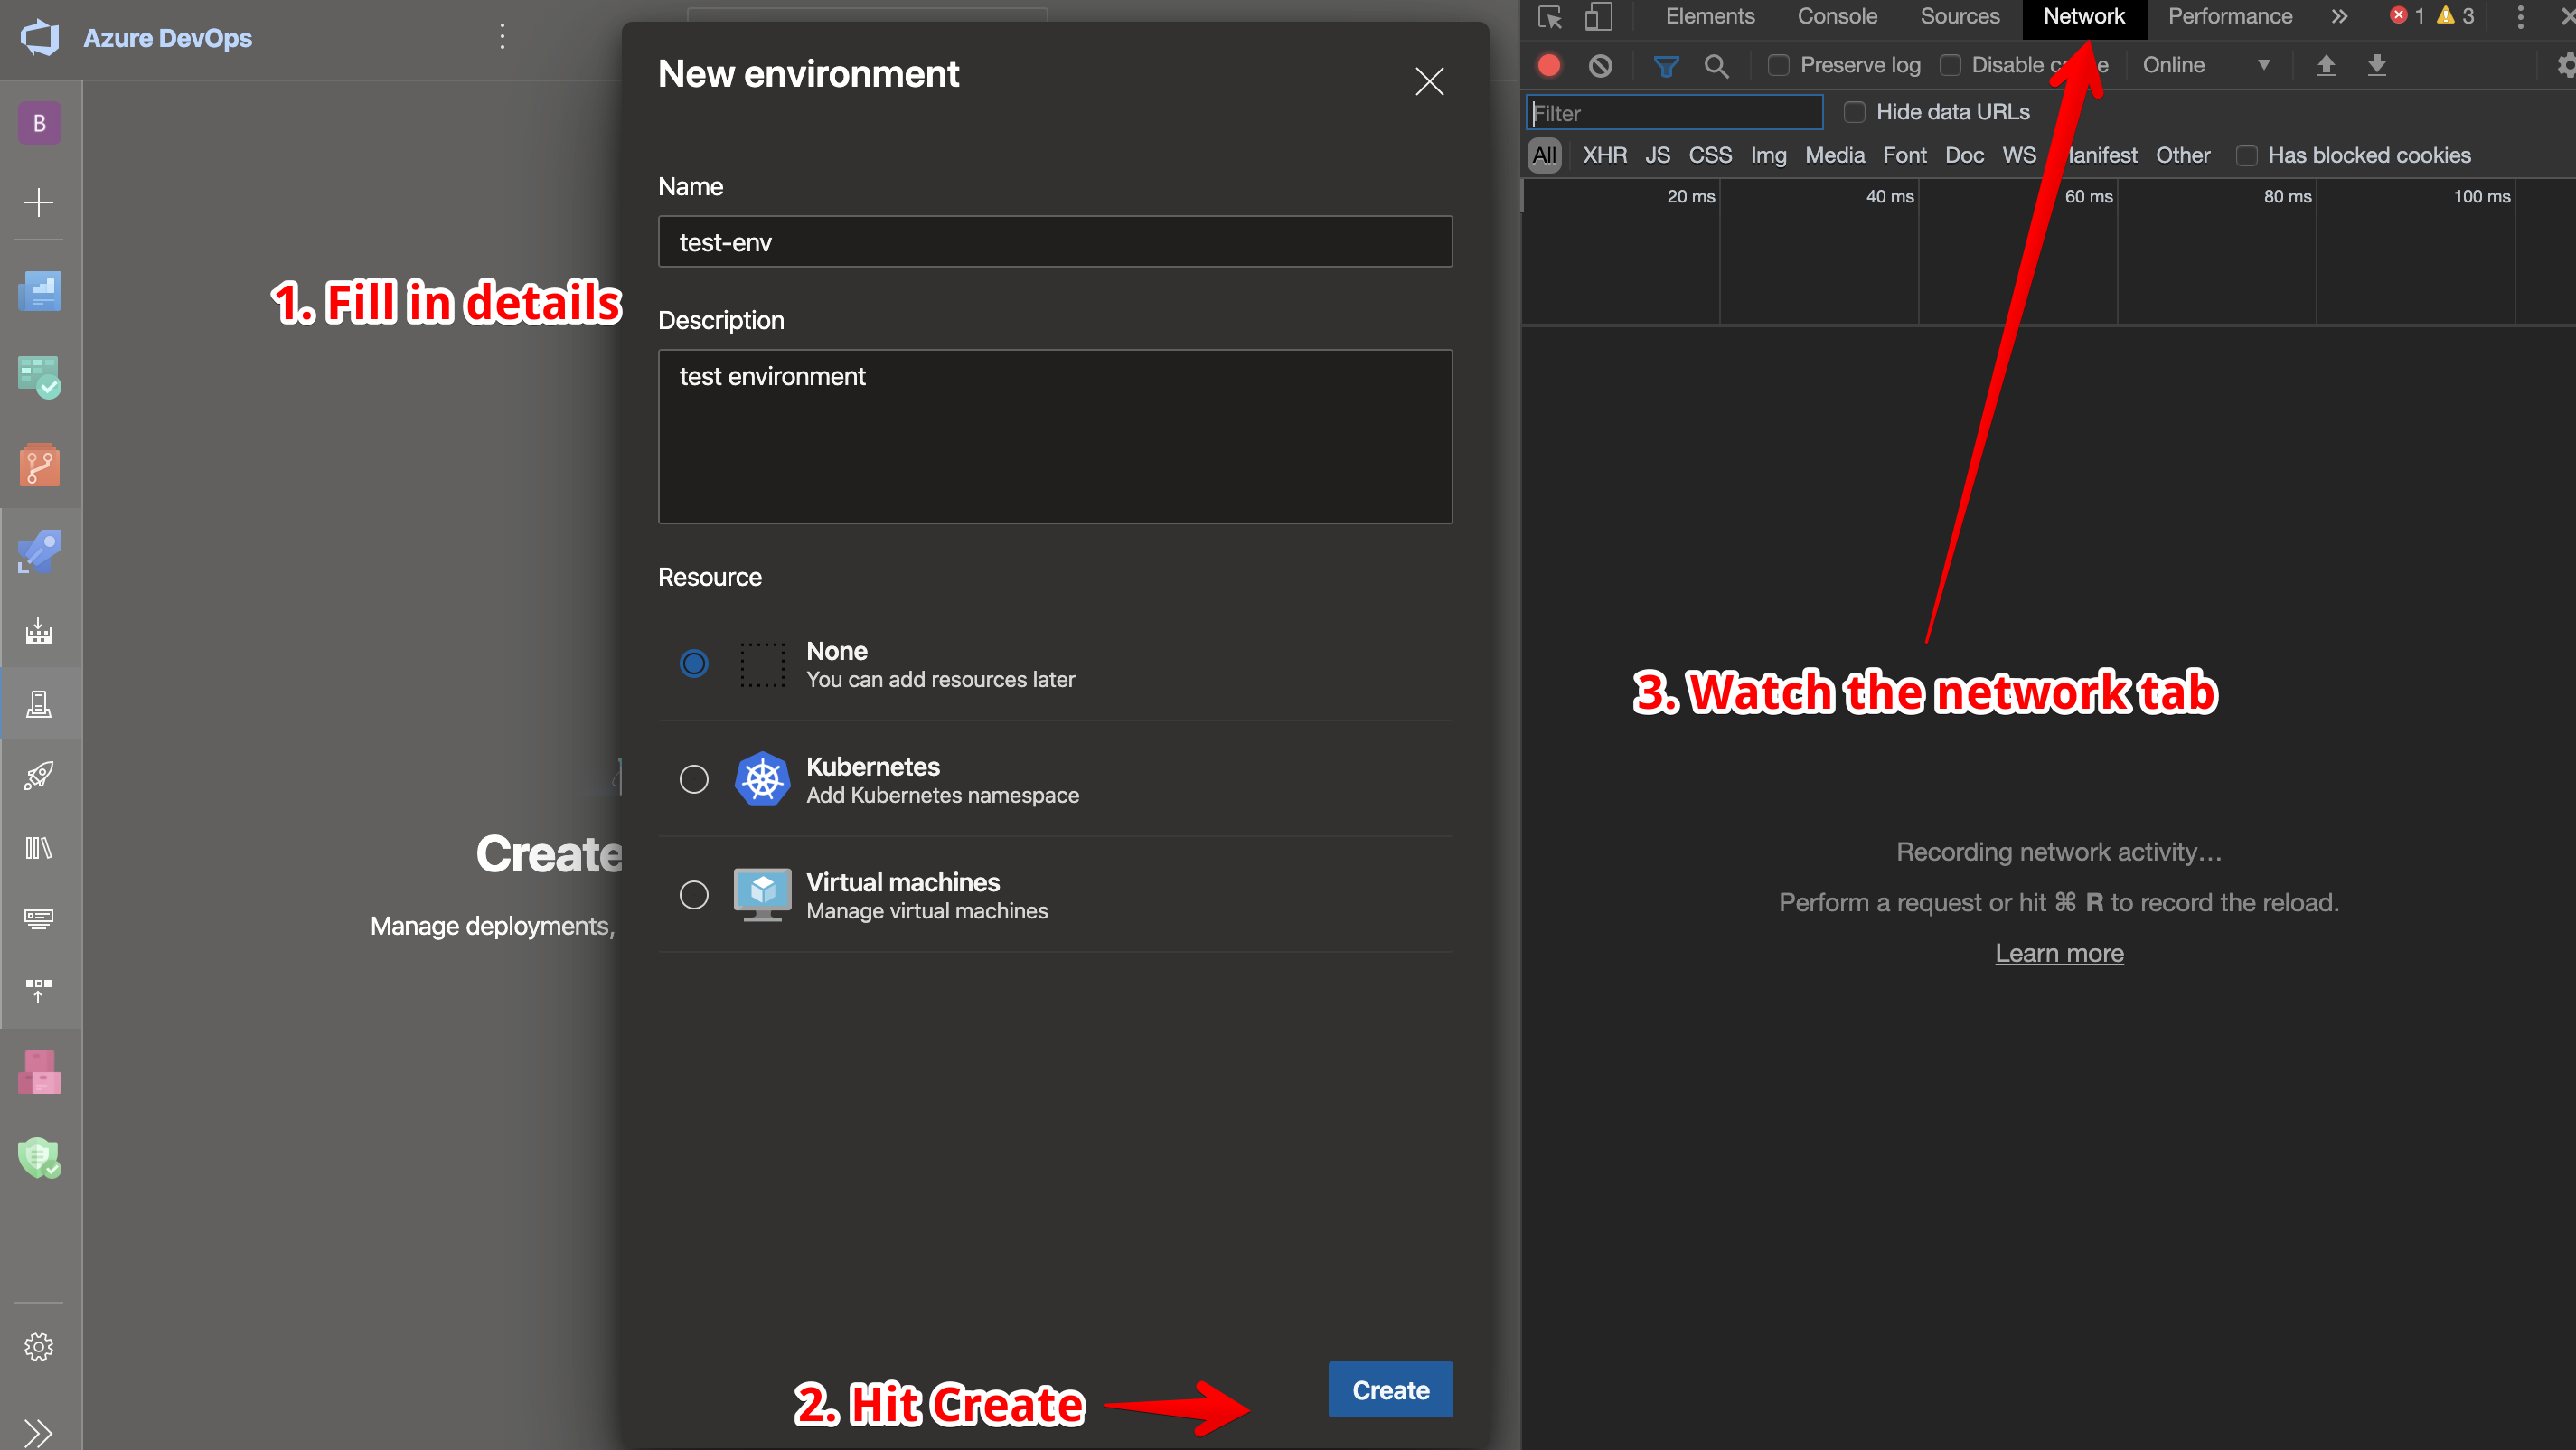 Azure DevOps
B
1. Fill in details
Create
Manage deployments,
New environment
Name
test-env
Description
test environment
Resource
None
You can add resources later
Kubernetes
Add Kubernetes namespace
Virtual machines
Manage virtual machines
2. Hit Create
Create
Elements Console Sources Network Performance 1 3
Preserve log Disable Online
Filter Hide data URLs
All XHR JS CSS Img Media Font Doc WS Other Has blocked cookies
20 ms 40 ms 60 ms 80 ms 100 ms
3. Watch the network tab
Recording network activity...
Perform a request or hit ⌘ R to record the reload.
Learn more